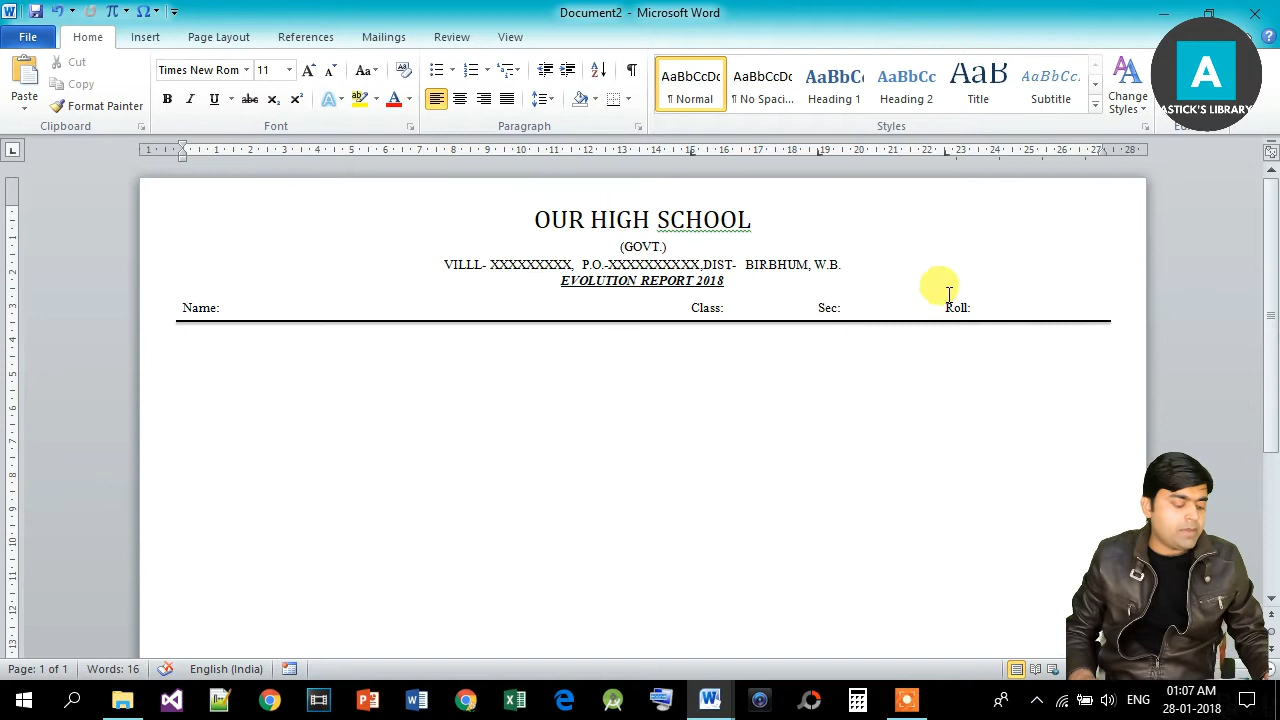 Document2 - Microsoft Word
File Home Insert Page Layout References Mailings Review View
Paste Cut Copy Format Painter
Times New Rom 11
AaBbCcDc AaBbCcDc AaBbCc AaBbCc AaB AaBbCc.
¶ Normal ¶ No Spaci... Heading 1 Heading 2 Title Subtitle
Change Styles
Clipboard Font Paragraph Styles
A
ASTICK'S LIBRARY
OUR HIGH SCHOOL
(GOVT.)
VILLL- XXXXXXXXX, P.O.-XXXXXXXXXX,DIST- BIRBHUM, W.B.
EVOLUTION REPORT 2018
Name: Class: Sec: Roll:
Page: 1 of 1 Words: 16 English (India)
ENG 01:07 AM
28-01-2018